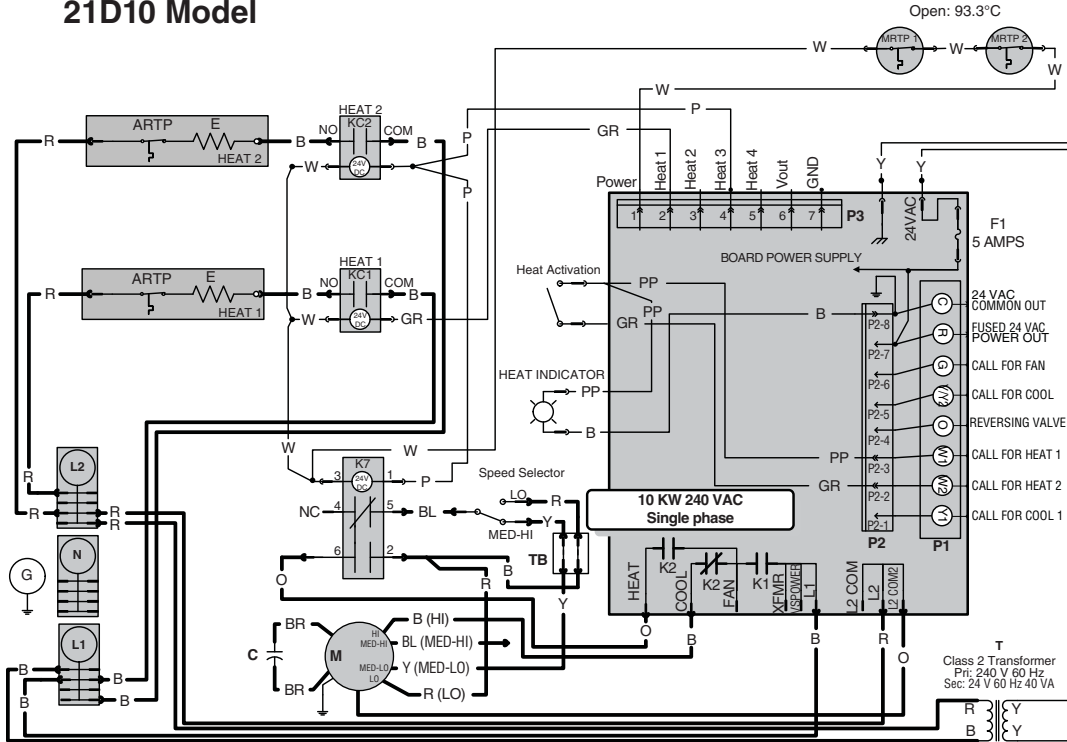 21D10 Model
Open: 93.3°C
MRTP 1
MRTP 2
W
W
W
W
P
HEAT 2
KC2
NO
COM
ARTP
E
HEAT 2
R
B
B
24V
DC
W
P
P
GR
Power
Heat 1
Heat 2
Heat 3
Heat 4
Vout
GND
1
2
3
4
5
6
7
P3
Y
Y
24VAC
F1
5 AMPS
BOARD POWER SUPPLY
HEAT 1
KC1
NO
COM
ARTP
E
HEAT 1
R
B
B
24V
DC
W
GR
Heat Activation
PP
PP
GR
B
HEAT INDICATOR
PP
B
P2-8
P2-7
P2-6
P2-5
P2-4
P2-3
P2-2
P2-1
PP
GR
P2
C
R
G
Y/Y2
O
W1
W2
Y1
P1
24 VAC
COMMON OUT
FUSED 24 VAC
POWER OUT
CALL FOR FAN
CALL FOR COOL
REVERSING VALVE
CALL FOR HEAT 1
CALL FOR HEAT 2
CALL FOR COOL 1
W
W
K7
3
24V
DC
1
P
NC
4
5
BL
6
2
Speed Selector
LO
R
Y
MED-HI
TB
B
R
Y
O
10 KW 240 VAC
Single phase
L2
R
R
R
R
N
G
L1
B
B
B
B
HEAT
K2
COOL
K2
FAN
K1
XFMR
VSPOWER
L1
L2 COM
L2
L2 COM2
O
B
B
R
O
C
BR
BR
M
HI
MED-HI
MED-LO
LO
B (HI)
BL (MED-HI)
Y (MED-LO)
R (LO)
T
Class 2 Transformer
Pri: 240 V 60 Hz
Sec: 24 V 60 Hz 40 VA
R
Y
B
Y